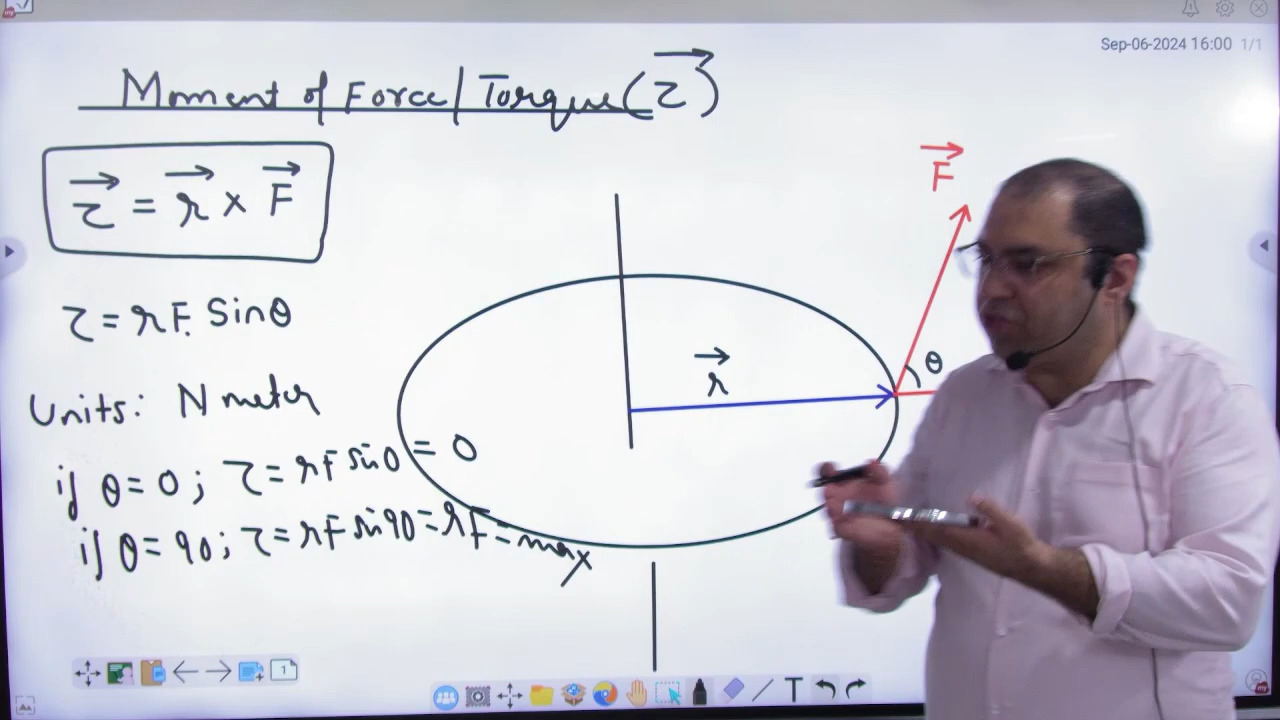 Sep-06-2024 16:00 1/1
Moment of Force/Torque(τ⃗)
τ⃗ = r⃗ × F⃗
τ = rF Sinθ
Units: N meter
if θ = 0; τ = rF sin0 = 0
if θ = 90; τ = rF sin90 = rF = max
F⃗
θ
r⃗
1
T